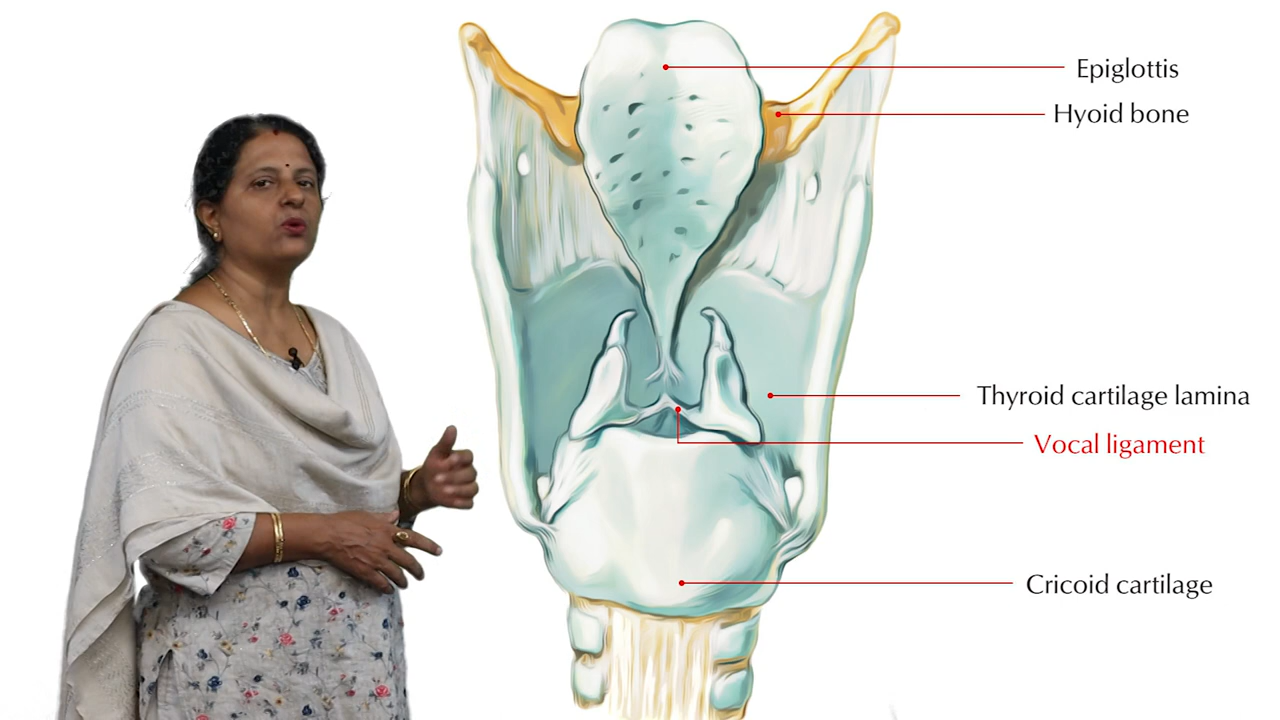 Epiglottis
Hyoid bone
Thyroid cartilage lamina
Vocal ligament
Cricoid cartilage